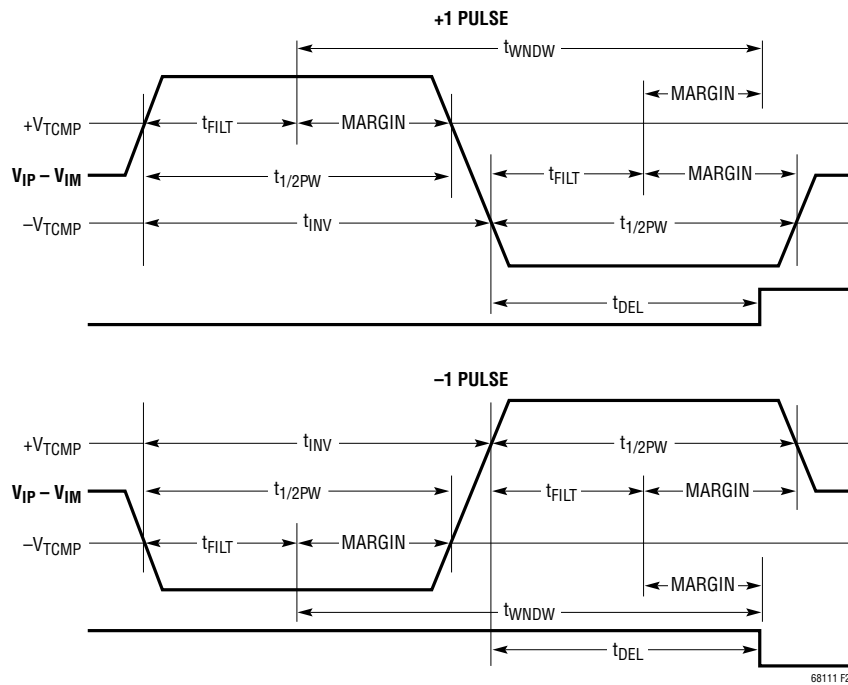 +1 PULSE
tWNDW
MARGIN
+VTCMP
tFILT
MARGIN
VIP – VIM
t1/2PW
tFILT
MARGIN
–VTCMP
tINV
t1/2PW
tDEL
–1 PULSE
+VTCMP
tINV
t1/2PW
VIP – VIM
t1/2PW
tFILT
MARGIN
–VTCMP
tFILT
MARGIN
MARGIN
tWNDW
tDEL
68111 F2